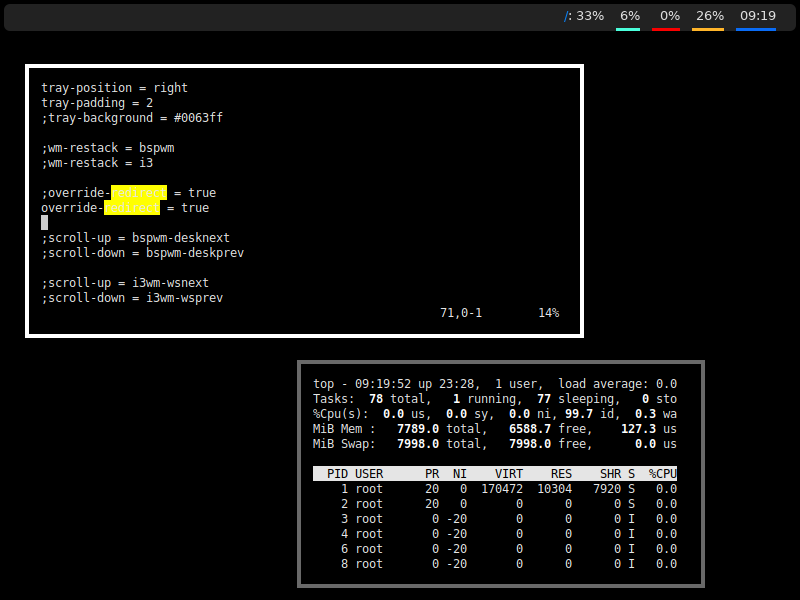 /: 33% 6% 0% 26% 09:19
tray-position = right
tray-padding = 2
;tray-background = #0063ff
;wm-restack = bspwm
;wm-restack = i3
;override-redirect = true
override-redirect = true
;scroll-up = bspwm-desknext
;scroll-down = bspwm-deskprev
;scroll-up = i3wm-wsnext
;scroll-down = i3wm-wsprev
71,0-1 14%
top - 09:19:52 up 23:28, 1 user, load average: 0.0
Tasks: 78 total, 1 running, 77 sleeping, 0 sto
%Cpu(s): 0.0 us, 0.0 sy, 0.0 ni, 99.7 id, 0.3 wa
MiB Mem : 7789.0 total, 6588.7 free, 127.3 us
MiB Swap: 7998.0 total, 7998.0 free, 0.0 us
PID USER PR NI VIRT RES SHR S %CPU
1 root 20 0 170472 10304 7920 S 0.0
2 root 20 0 0 0 0 S 0.0
3 root 0 -20 0 0 0 I 0.0
4 root 0 -20 0 0 0 I 0.0
6 root 0 -20 0 0 0 I 0.0
8 root 0 -20 0 0 0 I 0.0